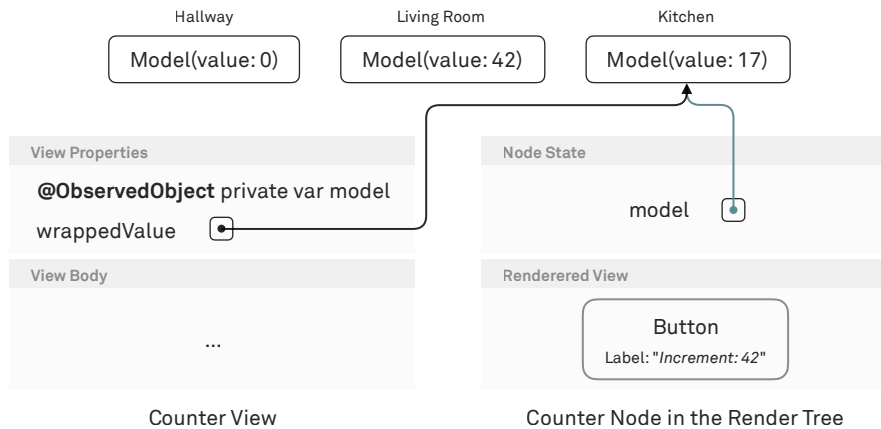 Hallway
Living Room
Kitchen
Model(value: 0)
Model(value: 42)
Model(value: 17)
View Properties
@ObservedObject private var model
wrappedValue
View Body
...
Counter View
Node State
model
Renderered View
Button
Label: "Increment: 42"
Counter Node in the Render Tree